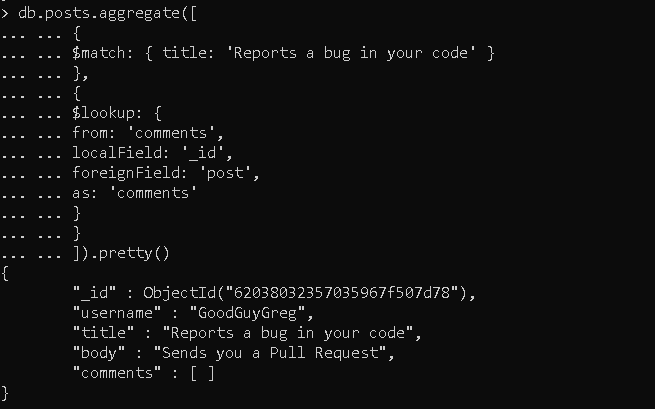 > db.posts.aggregate([
... ... {
... ... $match: { title: 'Reports a bug in your code' }
... ... },
... ... {
... ... $lookup: {
... ... from: 'comments',
... ... localField: '_id',
... ... foreignField: 'post',
... ... as: 'comments'
... ... }
... ... }
... ... ]).pretty()
{
        "_id" : ObjectId("62038032357035967f507d78"),
        "username" : "GoodGuyGreg",
        "title" : "Reports a bug in your code",
        "body" : "Sends you a Pull Request",
        "comments" : [ ]
}